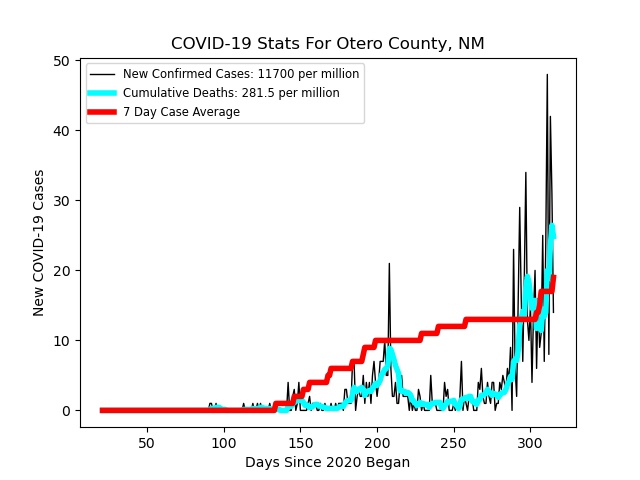 COVID-19 Stats For Otero County, NM
New Confirmed Cases: 11700 per million
Cumulative Deaths: 281.5 per million
7 Day Case Average
New COVID-19 Cases
50
40
30
20
10
0
50 100 150 200 250 300
Days Since 2020 Began